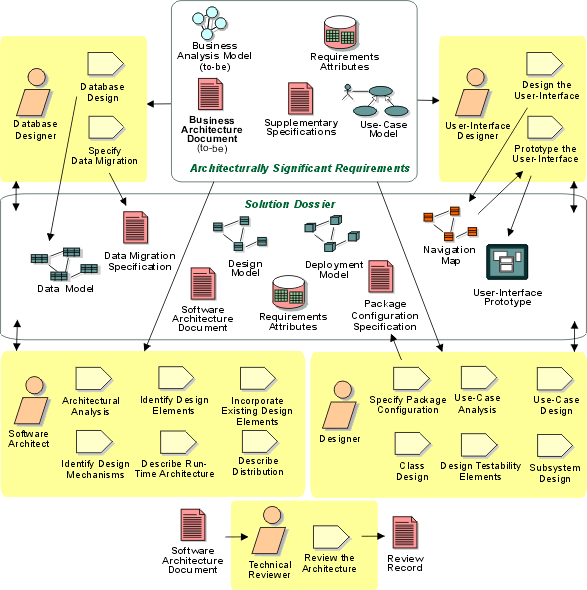 Business
Analysis Model
(to-be)
Requirements
Attributes
Business
Architecture
Document
(to-be)
Supplementary
Specifications
Use-Case
Model
Architecturally Significant Requirements
Database
Designer
Database
Design
Specify
Data Migration
User-Interface
Designer
Design the
User-Interface
Prototype the
User-Interface
Solution Dossier
Data Model
Data Migration
Specification
Design
Model
Deployment
Model
Navigation
Map
User-Interface
Prototype
Software
Architecture
Document
Requirements
Attributes
Package
Configuration
Specification
Software
Architect
Architectural
Analysis
Identify Design
Elements
Incorporate
Existing Design
Elements
Identify Design
Mechanisms
Describe Run-
Time Architecture
Describe
Distribution
Designer
Specify Package
Configuration
Use-Case
Analysis
Use-Case
Design
Class
Design
Design Testability
Elements
Subsystem
Design
Software
Architecture
Document
Technical
Reviewer
Review the
Architecture
Review
Record